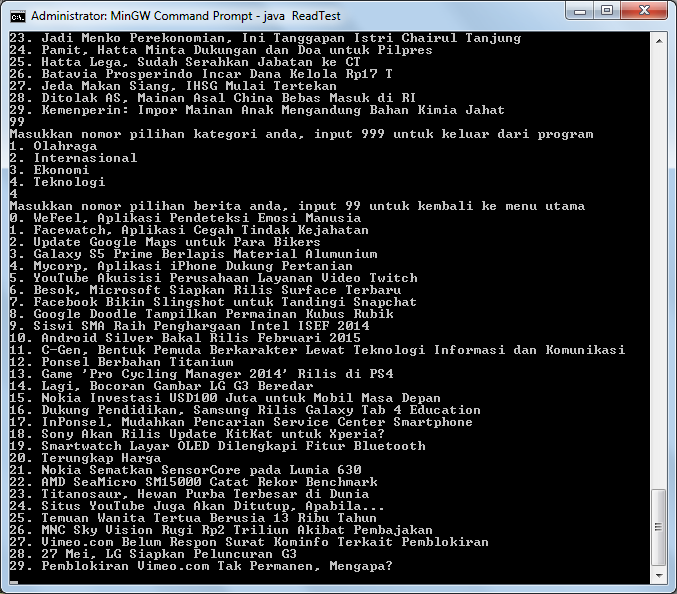 Administrator: MinGW Command Prompt - java  ReadTest
23. Jadi Menko Perekonomian, Ini Tanggapan Istri Chairul Tanjung
24. Pamit, Hatta Minta Dukungan dan Doa untuk Pilpres
25. Hatta Lega, Sudah Serahkan Jabatan ke CT
26. Batavia Prosperindo Incar Dana Kelola Rp17 T
27. Jeda Makan Siang, IHSG Mulai Tertekan
28. Ditolak AS, Mainan Asal China Bebas Masuk di RI
29. Kemenperin: Impor Mainan Anak Mengandung Bahan Kimia Jahat
99
Masukkan nomor pilihan kategori anda, input 999 untuk keluar dari program
1. Olahraga
2. Internasional
3. Ekonomi
4. Teknologi
4
Masukkan nomor pilihan berita anda, input 99 untuk kembali ke menu utama
0. WeFeel, Aplikasi Pendeteksi Emosi Manusia
1. Facewatch, Aplikasi Cegah Tindak Kejahatan
2. Update Google Maps untuk Para Bikers
3. Galaxy S5 Prime Berlapis Material Alumunium
4. Mycorp, Aplikasi iPhone Dukung Pertanian
5. YouTube Akuisisi Perusahaan Layanan Video Twitch
6. Besok, Microsoft Siapkan Rilis Surface Terbaru
7. Facebook Bikin Slingshot untuk Tandingi Snapchat
8. Google Doodle Tampilkan Permainan Kubus Rubik
9. Siswi SMA Raih Penghargaan Intel ISEF 2014
10. Android Silver Bakal Rilis Februari 2015
11. C-Gen, Bentuk Pemuda Berkarakter Lewat Teknologi Informasi dan Komunikasi
12. Ponsel Berbahan Titanium
13. Game 'Pro Cycling Manager 2014' Rilis di PS4
14. Lagi, Bocoran Gambar LG G3 Beredar
15. Nokia Investasi USD100 Juta untuk Mobil Masa Depan
16. Dukung Pendidikan, Samsung Rilis Galaxy Tab 4 Education
17. InPonsel, Mudahkan Pencarian Service Center Smartphone
18. Sony Akan Rilis Update KitKat untuk Xperia?
19. Smartwatch Layar OLED Dilengkapi Fitur Bluetooth
20. Terungkap Harga
21. Nokia Sematkan SensorCore pada Lumia 630
22. AMD SeaMicro SM15000 Catat Rekor Benchmark
23. Titanosaur, Hewan Purba Terbesar di Dunia
24. Situs YouTube Juga Akan Ditutup, Apabila...
25. Temuan Wanita Tertua Berusia 13 Ribu Tahun
26. MNC Sky Vision Rugi Rp2 Triliun Akibat Pembajakan
27. Vimeo.com Belum Respon Surat Kominfo Terkait Pemblokiran
28. 27 Mei, LG Siapkan Peluncuran G3
29. Pemblokiran Vimeo.com Tak Permanen, Mengapa?